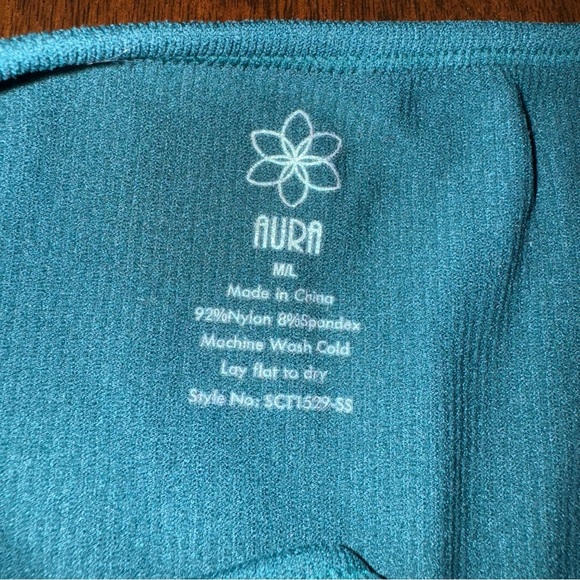 AURA
M/L
Made in China
92%Nylon 8%Spandex
Machine Wash Cold
Lay flat to dry
Style No: SCT1529-SS